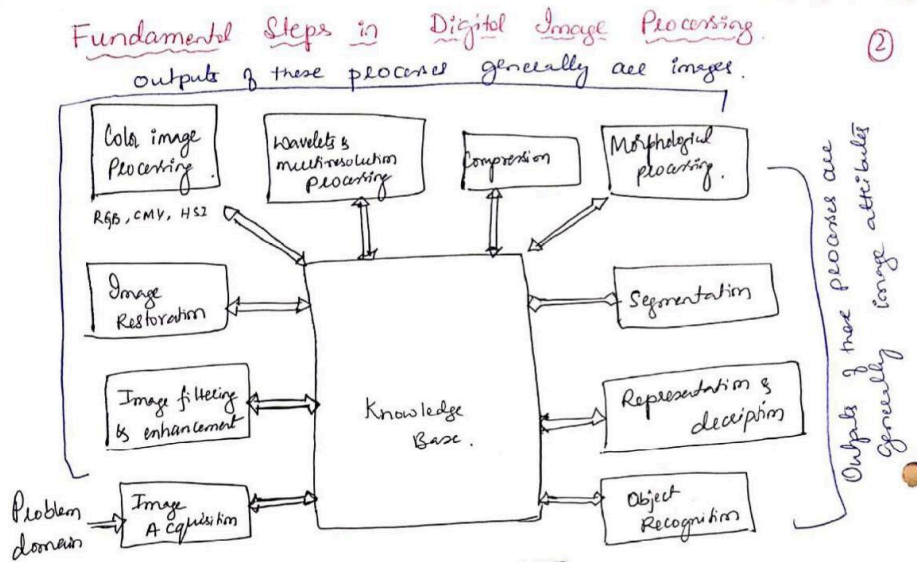 Fundamental Steps in Digital Image Processing.
2
outputs of these processes generally are images.
Color image
Processing
RGB, CMY, HSI
Wavelets &
multiresolution
processing
Compression
Morphological
processing.
Image
Restoration
Segmentation
Image filtering
& enhancement
Knowledge
Base.
Representation &
decription
Problem
domain
Image
Acquisition
Object
Recognition
Outputs of these processes are
generally image attributes